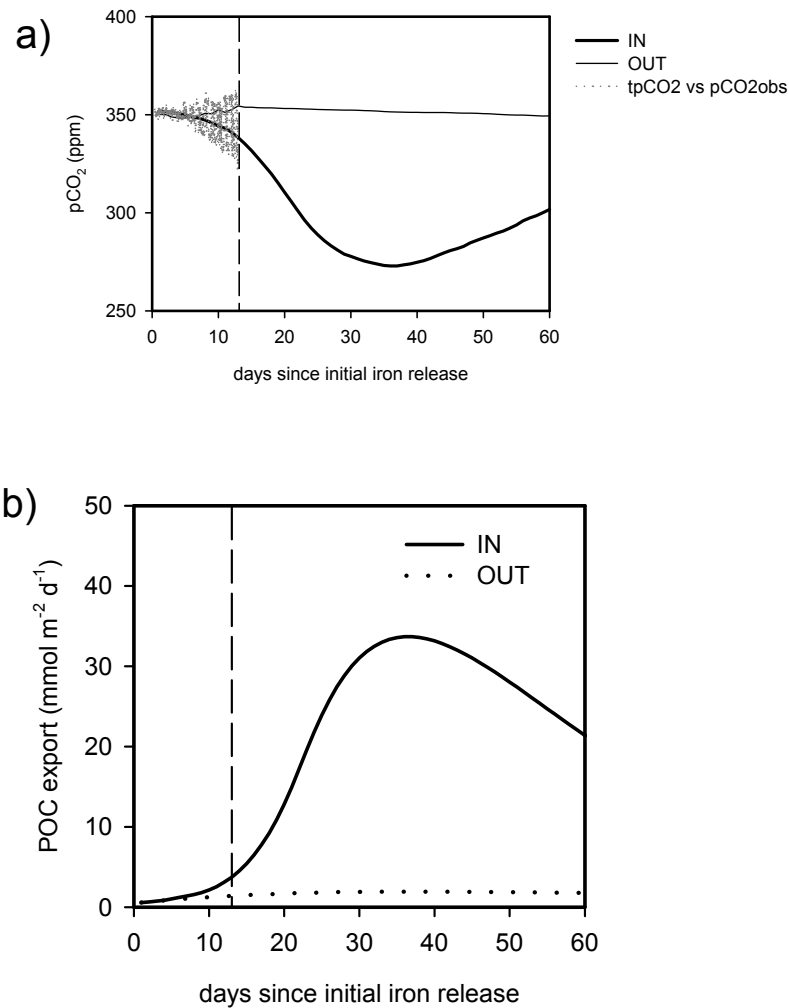 a)
400
350
300
250
pCO₂ (ppm)
0 10 20 30 40 50 60
days since initial iron release
IN
OUT
tpCO2 vs pCO2obs
b)
50
40
30
20
10
0
POC export (mmol m⁻² d⁻¹)
IN
OUT
0 10 20 30 40 50 60
days since initial iron release